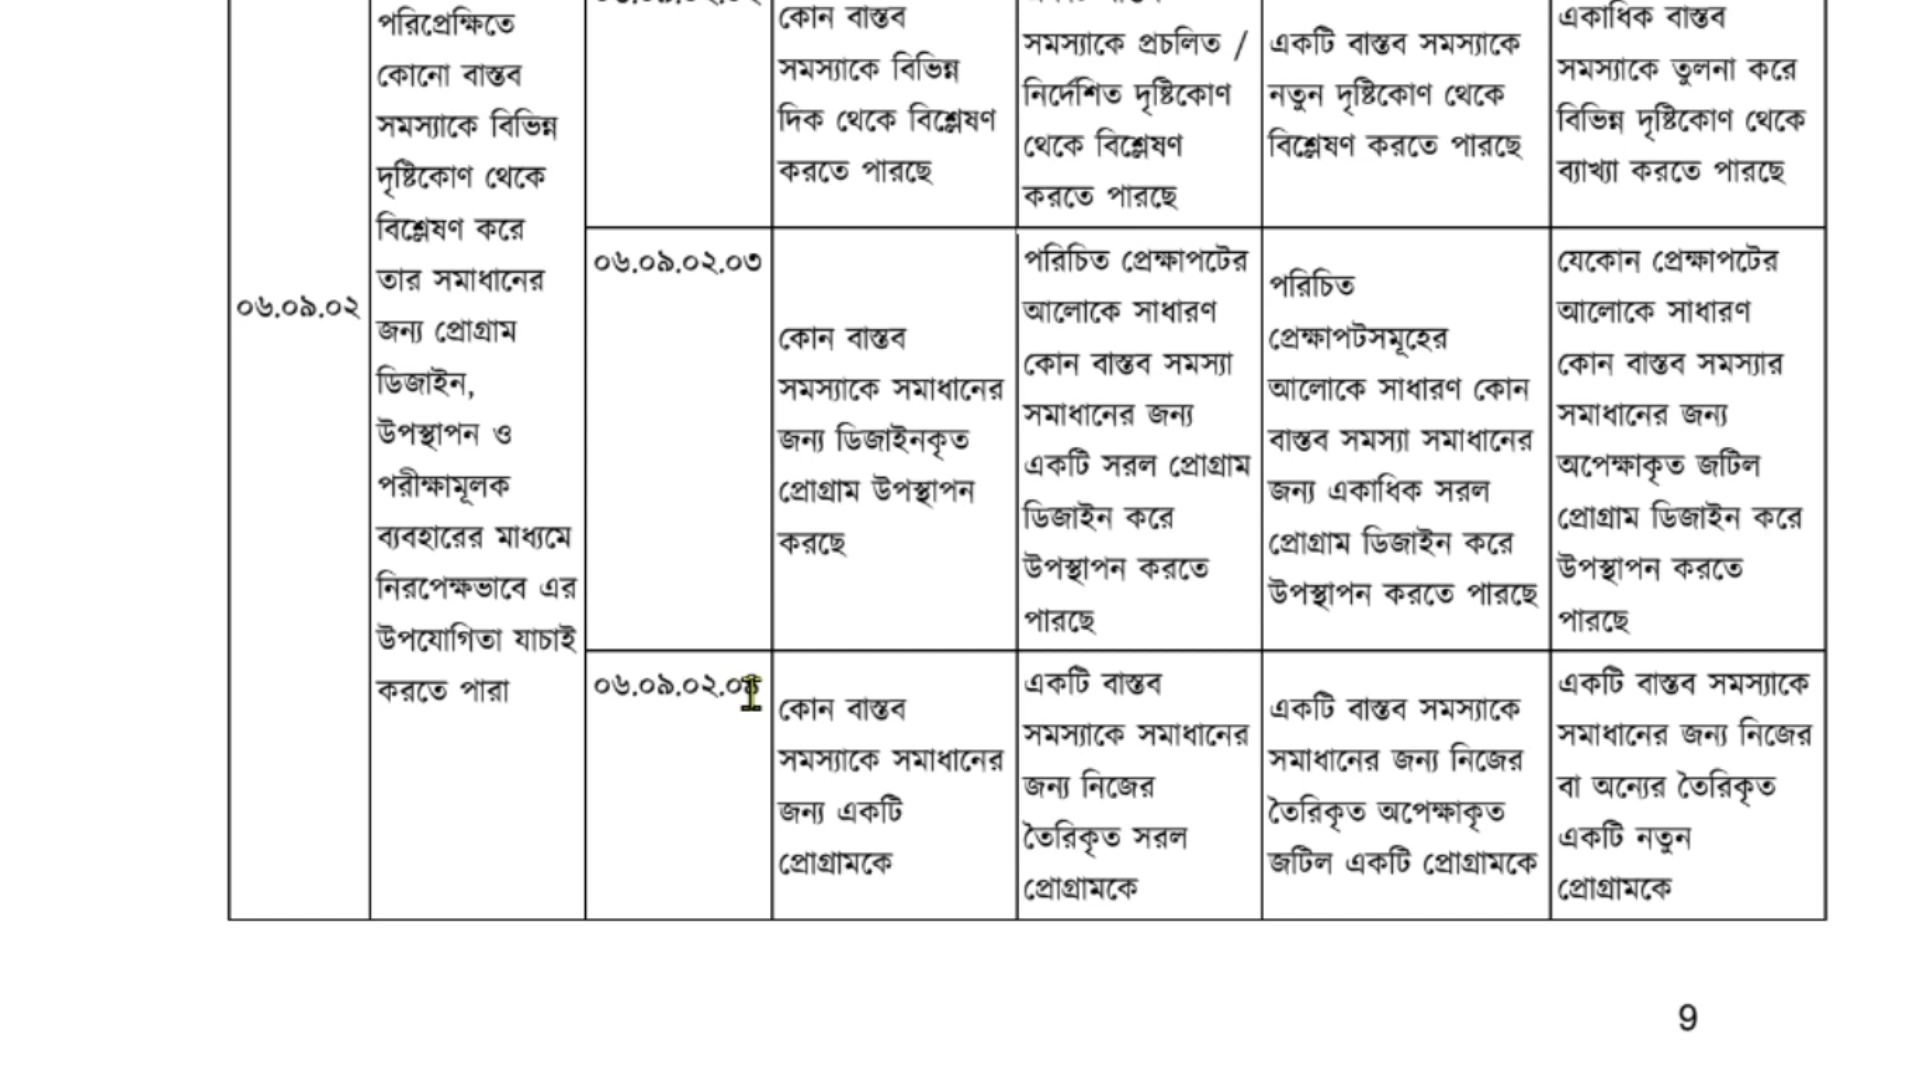 ০৬.০৯.০২
পরিপ্রেক্ষিতে
কোনো বাস্তব
সমস্যাকে বিভিন্ন
দৃষ্টিকোণ থেকে
বিশ্লেষণ করে
তার সমাধানের
জন্য প্রোগ্রাম
ডিজাইন,
উপস্থাপন ও
পরীক্ষামূলক
ব্যবহারের মাধ্যমে
নিরপেক্ষভাবে এর
উপযোগিতা যাচাই
করতে পারা
কোন বাস্তব
সমস্যাকে বিভিন্ন
দিক থেকে বিশ্লেষণ
করতে পারছে
সমস্যাকে প্রচলিত /
নির্দেশিত দৃষ্টিকোণ
থেকে বিশ্লেষণ
করতে পারছে
একটি বাস্তব সমস্যাকে
নতুন দৃষ্টিকোণ থেকে
বিশ্লেষণ করতে পারছে
একাধিক বাস্তব
সমস্যাকে তুলনা করে
বিভিন্ন দৃষ্টিকোণ থেকে
ব্যাখ্যা করতে পারছে
০৬.০৯.০২.০৩
কোন বাস্তব
সমস্যাকে সমাধানের
জন্য ডিজাইনকৃত
প্রোগ্রাম উপস্থাপন
করছে
পরিচিত প্রেক্ষাপটের
আলোকে সাধারণ
কোন বাস্তব সমস্যা
সমাধানের জন্য
একটি সরল প্রোগ্রাম
ডিজাইন করে
উপস্থাপন করতে
পারছে
পরিচিত
প্রেক্ষাপটসমূহের
আলোকে সাধারণ কোন
বাস্তব সমস্যা সমাধানের
জন্য একাধিক সরল
প্রোগ্রাম ডিজাইন করে
উপস্থাপন করতে পারছে
যেকোন প্রেক্ষাপটের
আলোকে সাধারণ
কোন বাস্তব সমস্যার
সমাধানের জন্য
অপেক্ষাকৃত জটিল
প্রোগ্রাম ডিজাইন করে
উপস্থাপন করতে
পারছে
কোন বাস্তব
সমস্যাকে সমাধানের
জন্য একটি
প্রোগ্রামকে
একটি বাস্তব
সমস্যাকে সমাধানের
জন্য নিজের
তৈরিকৃত সরল
প্রোগ্রামকে
একটি বাস্তব সমস্যাকে
সমাধানের জন্য নিজের
তৈরিকৃত অপেক্ষাকৃত
জটিল একটি প্রোগ্রামকে
একটি বাস্তব সমস্যাকে
সমাধানের জন্য নিজের
বা অন্যের তৈরিকৃত
একটি নতুন
প্রোগ্রামকে
9